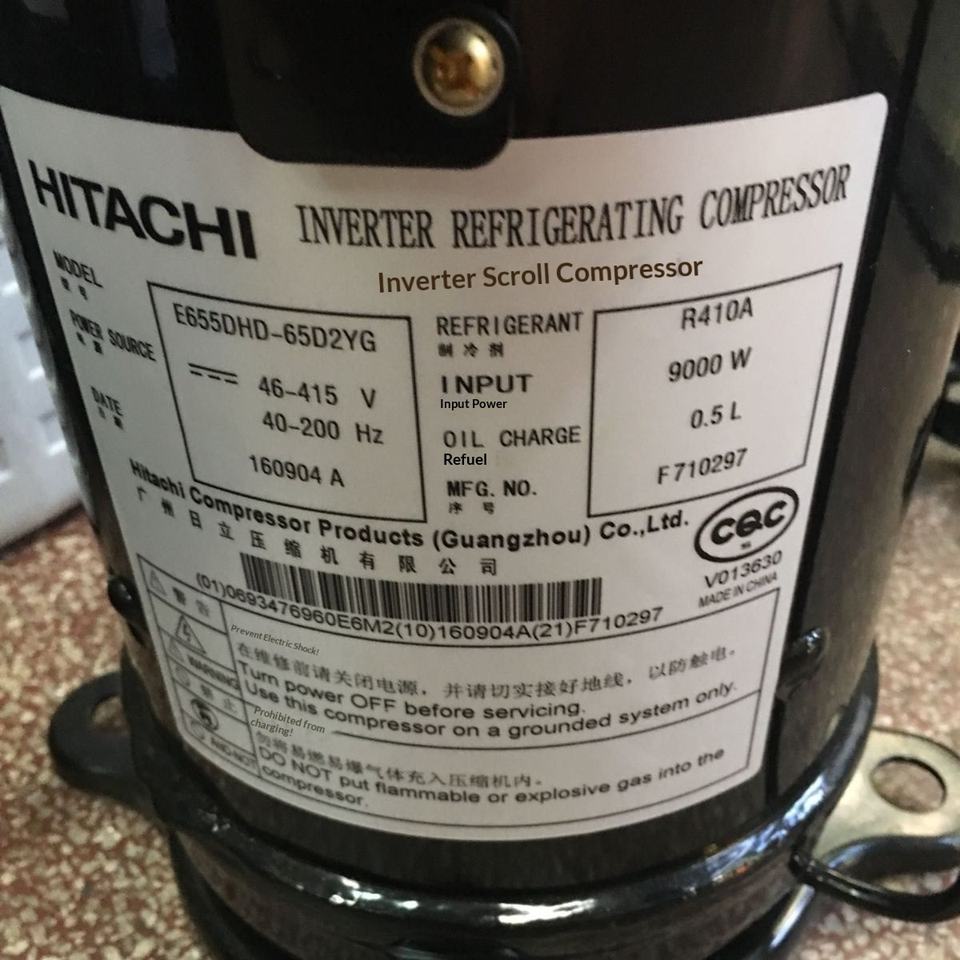 HITACHI INVERTER REFRIGERATING COMPRESSOR
Inverter Scroll Compressor
MODEL E655DHD-65D2YG
型 号
POWER SOURCE 46-415 V
电 源
40-200 Hz
DATE 160904 A
日 期
REFRIGERANT R410A
制 冷 剂
INPUT 9000 W
Input Power
OIL CHARGE 0.5 L
Refuel
MFG. NO. F710297
序 号
Hitachi Compressor Products (Guangzhou) Co.,Ltd.
广 州 日 立 压 缩 机 有 限 公 司
CQC
V013630
MADE IN CHINA
(01)0693476960E6M2(10)160904A(21)F710297
警 告
WARNING
Prevent Electric Shock!
在维修前请关闭电源，并请切实接好地线，以防触电。
Turn power OFF before servicing.
Use this compressor on a grounded system only.
禁 止
Prohibited from
charging!
勿将易燃易爆气体充入压缩机内。
DO NOT put flammable or explosive gas into the
compressor.